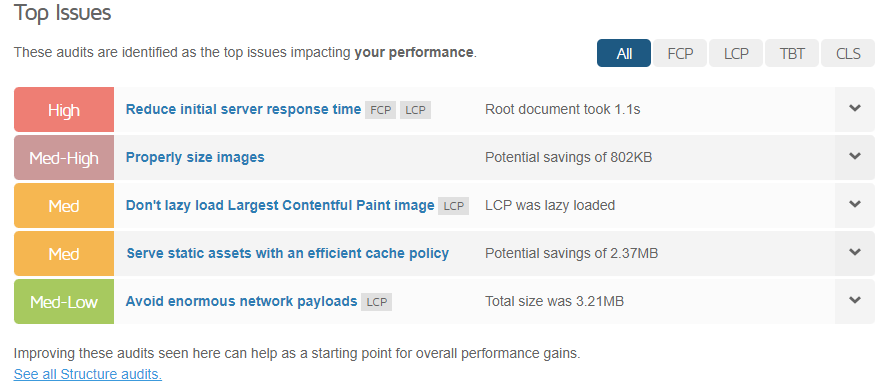 Top Issues
These audits are identified as the top issues impacting your performance.
All FCP LCP TBT CLS
High Reduce initial server response time FCP LCP Root document took 1.1s
Med-High Properly size images Potential savings of 802KB
Med Don't lazy load Largest Contentful Paint image LCP LCP was lazy loaded
Med Serve static assets with an efficient cache policy Potential savings of 2.37MB
Med-Low Avoid enormous network payloads LCP Total size was 3.21MB
Improving these audits seen here can help as a starting point for overall performance gains.
See all Structure audits.